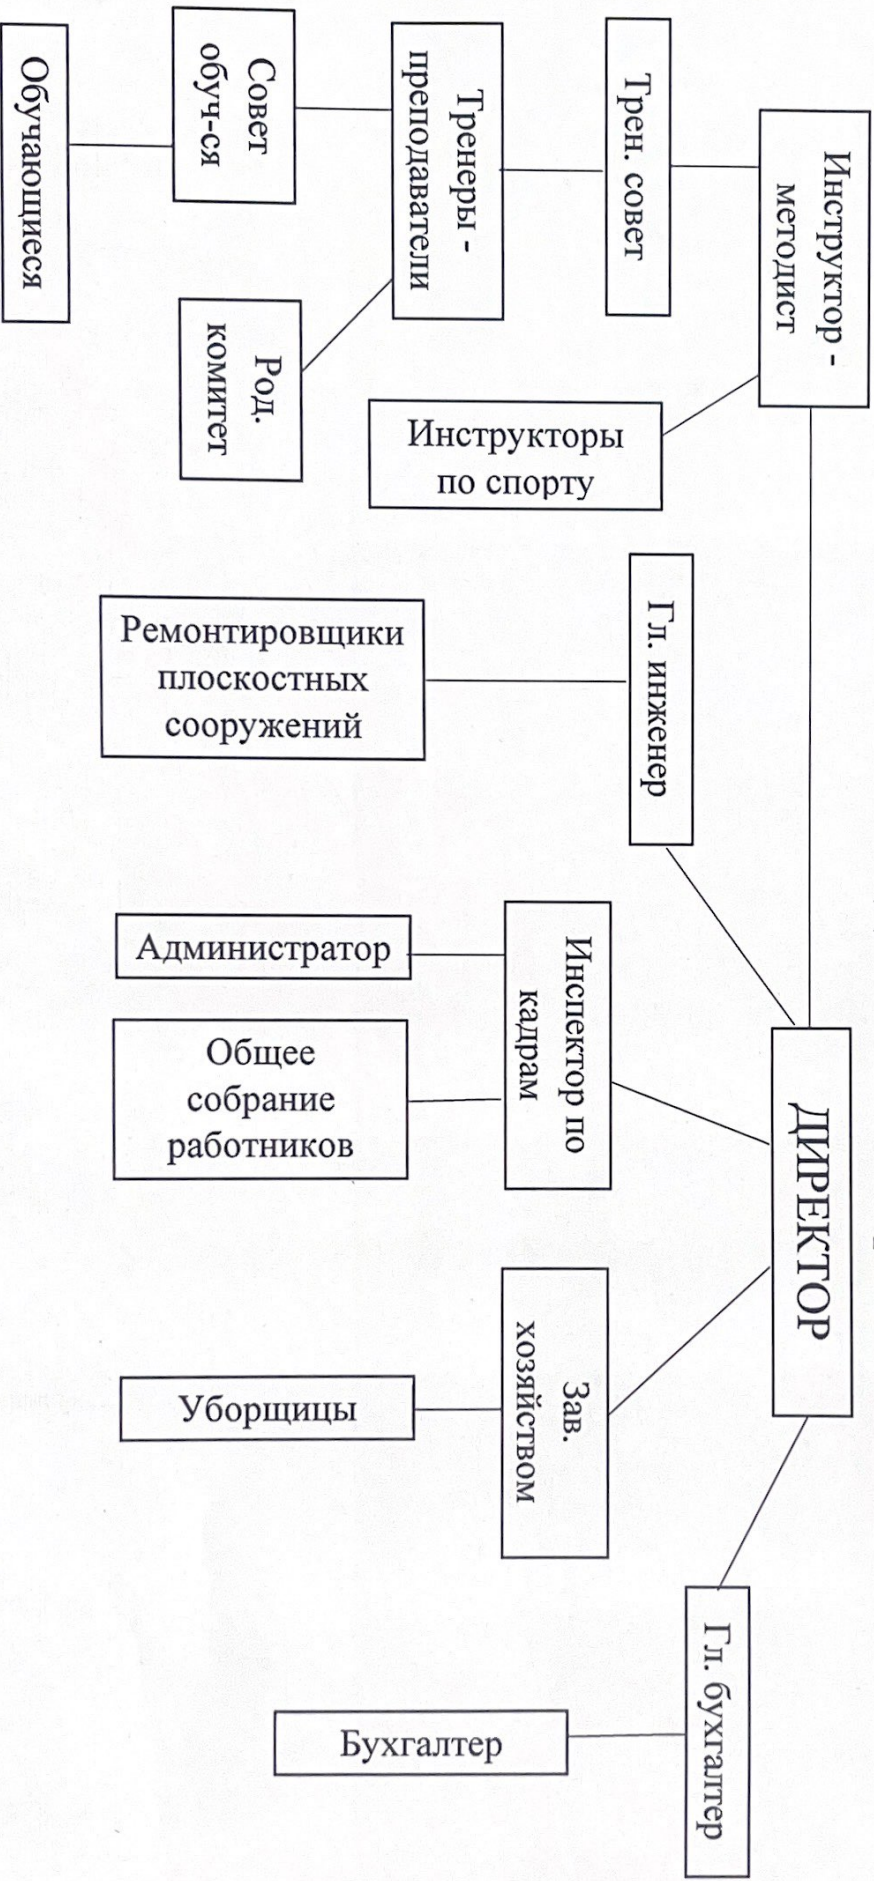 ДИРЕКТОР
Инструктор -
методист
Гл. инженер
Инспектор по
кадрам
Зав.
хозяйством
Гл. бухгалтер
Трен. совет
Инструкторы
по спорту
Тренеры -
преподаватели
Совет
обуч-ся
Род.
комитет
Обучающиеся
Ремонтировщики
плоскостных
сооружений
Администратор
Общее
собрание
работников
Уборщицы
Бухгалтер